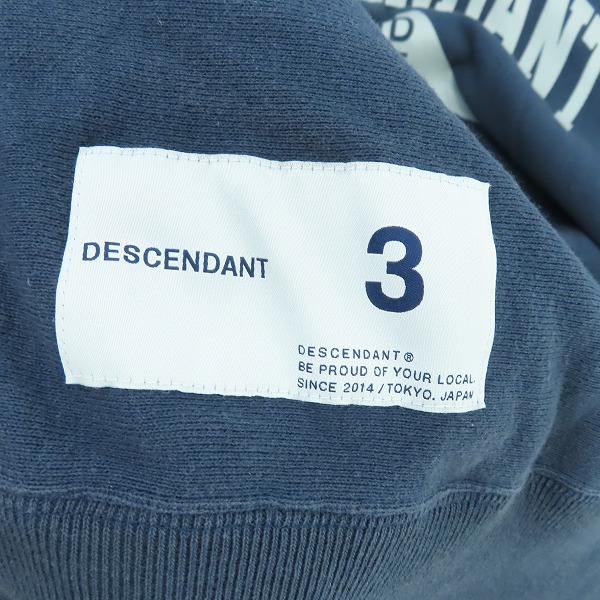 DESCENDANT
3
DESCENDANT®
BE PROUD OF YOUR LOCAL.
SINCE 2014 / TOKYO. JAPAN